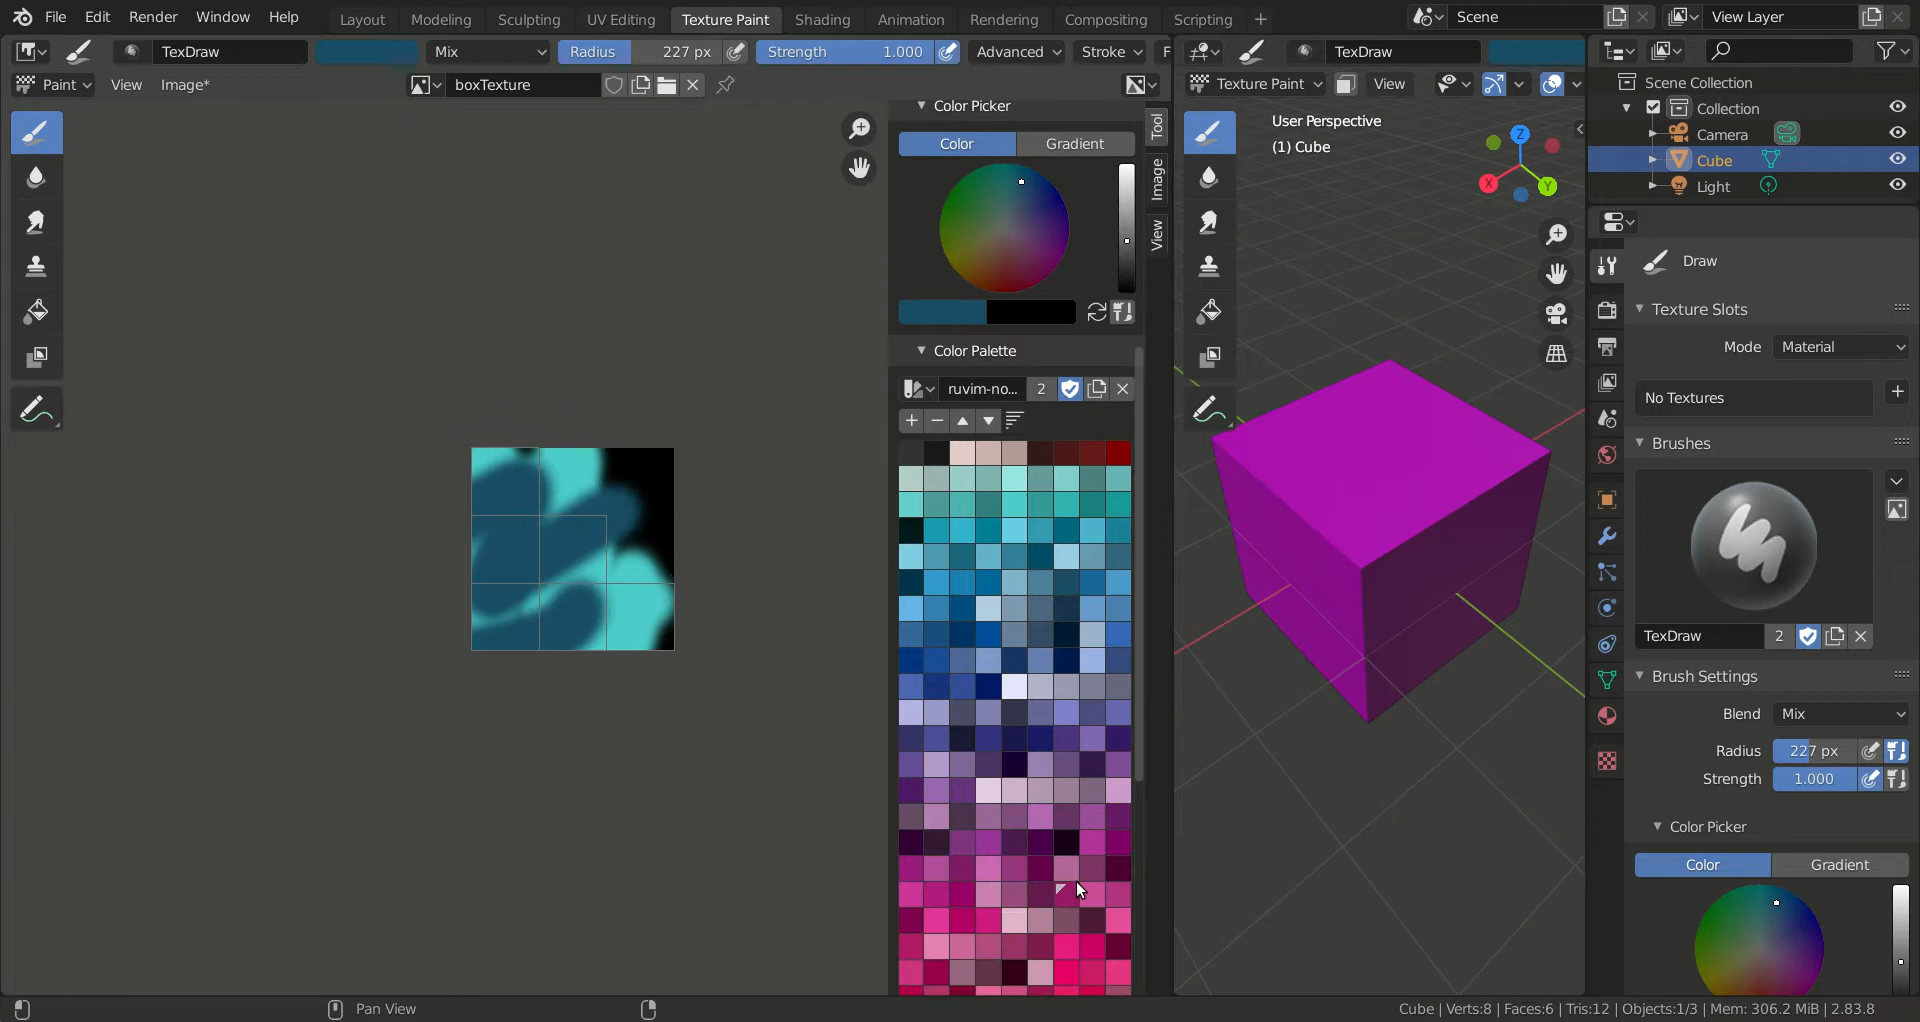 File Edit Render Window Help Layout Modeling Sculpting UV Editing Texture Paint Shading Animation Rendering Compositing Scripting Scene View Layer
TexDraw Mix Radius 227 px Strength 1.000 Advanced Stroke F TexDraw
Paint View Image* boxTexture Texture Paint View
Scene Collection
Collection
Camera
Cube
Light
Color Picker
Color Gradient
Tool
Image
View
Color Palette
ruvim-no... 2
User Perspective
(1) Cube
Z
X
Y
Draw
Texture Slots
Mode Material
No Textures
Brushes
TexDraw 2
Brush Settings
Blend Mix
Radius 227 px
Strength 1.000
Color Picker
Color Gradient
Pan View
Cube | Verts:8 | Faces:6 | Tris:12 | Objects:1/3 | Mem: 306.2 MiB | 2.83.8